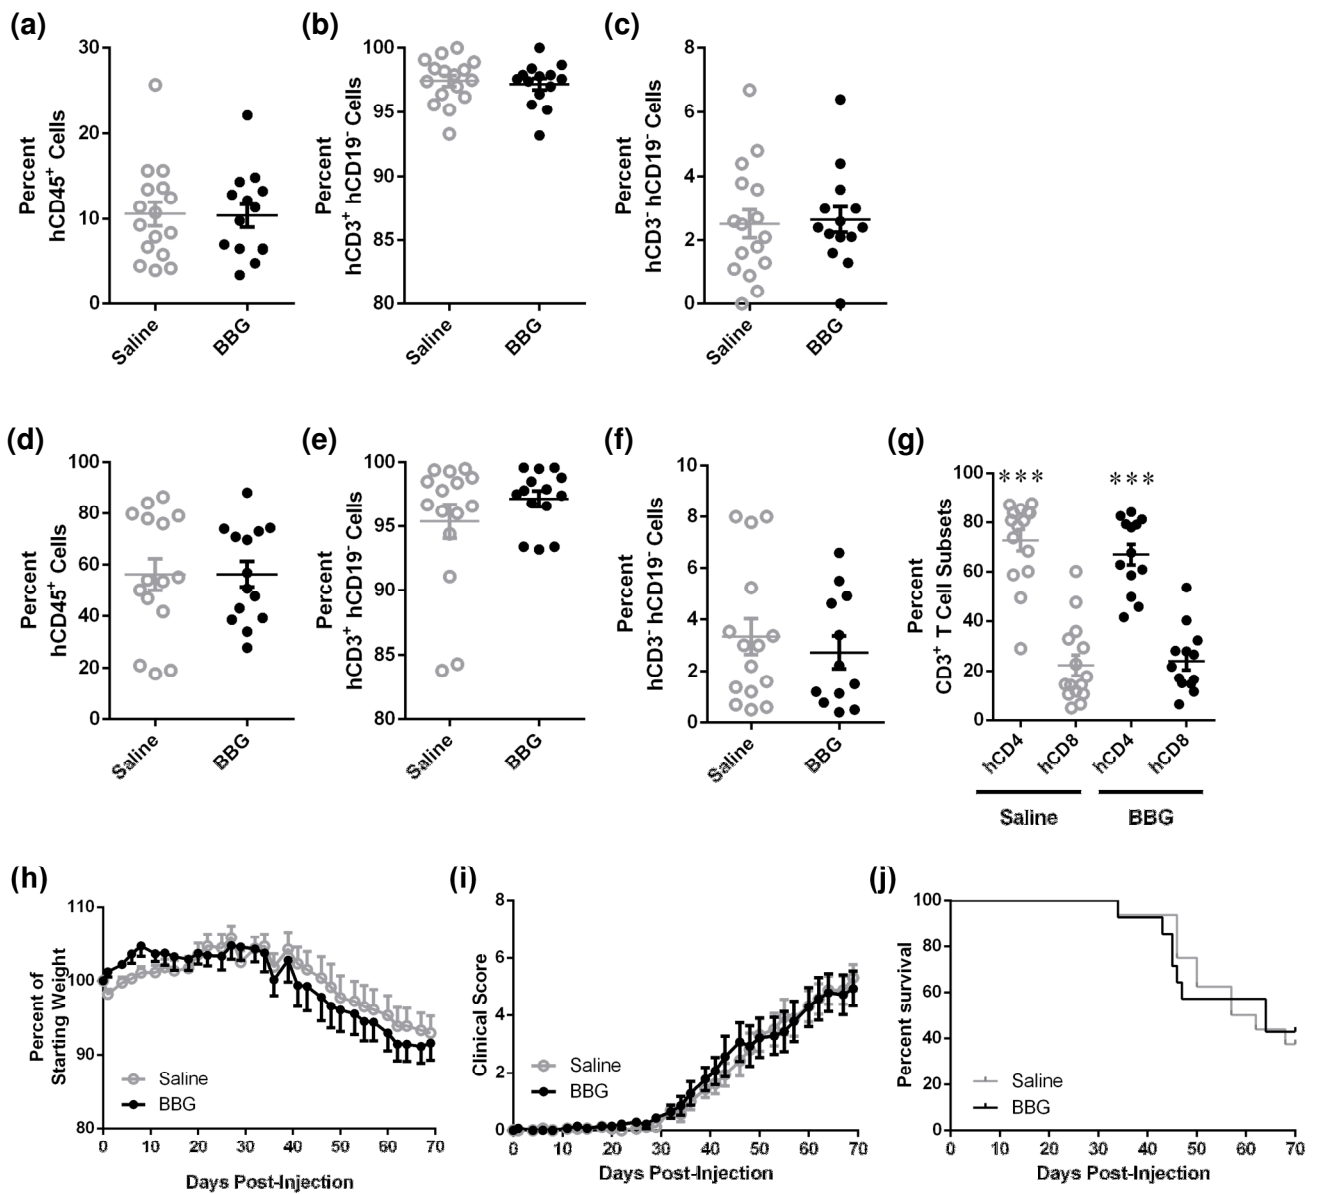 (a)
Percent
hCD45+ Cells
30
20
10
0
Saline
BBG
(b)
Percent
hCD3+ hCD19- Cells
100
95
90
85
80
Saline
BBG
(c)
Percent
hCD3- hCD19- Cells
8
6
4
2
0
Saline
BBG
(d)
Percent
hCD45+ Cells
100
80
60
40
20
0
Saline
BBG
(e)
Percent
hCD3+ hCD19- Cells
100
95
90
85
80
Saline
BBG
(f)
Percent
hCD3- hCD19- Cells
10
8
6
4
2
0
Saline
BBG
(g)
Percent
CD3+ T Cell Subsets
100
80
60
40
20
0
*** ***
hCD4
hCD8
hCD4
hCD8
Saline
BBG
(h)
Percent of
Starting Weight
110
100
90
80
Saline
BBG
0 10 20 30 40 50 60 70
Days Post-Injection
(i)
Clinical Score
8
6
4
2
0
Saline
BBG
0 10 20 30 40 50 60 70
Days Post-Injection
(j)
Percent survival
100
80
60
40
20
0
Saline
BBG
0 10 20 30 40 50 60 70
Days Post-Injection